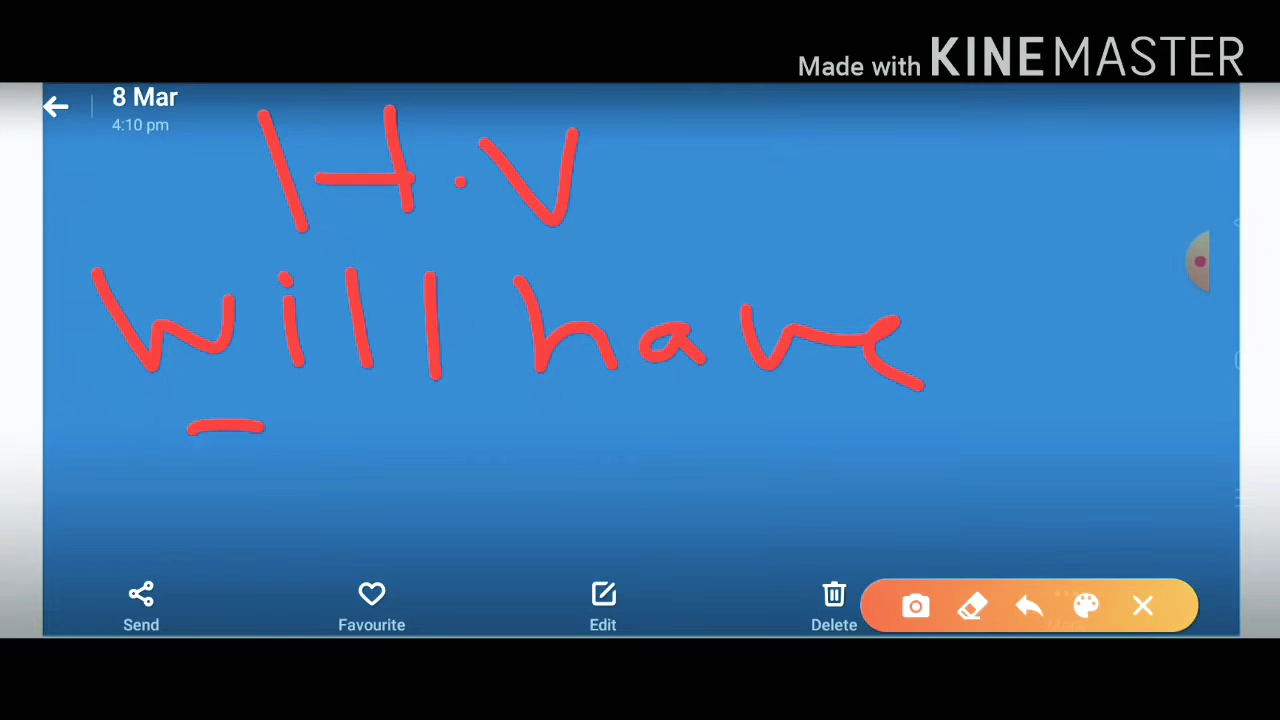 Made with KINEMASTER
8 Mar
4:10 pm
H.V
will have
Send Favourite Edit Delete